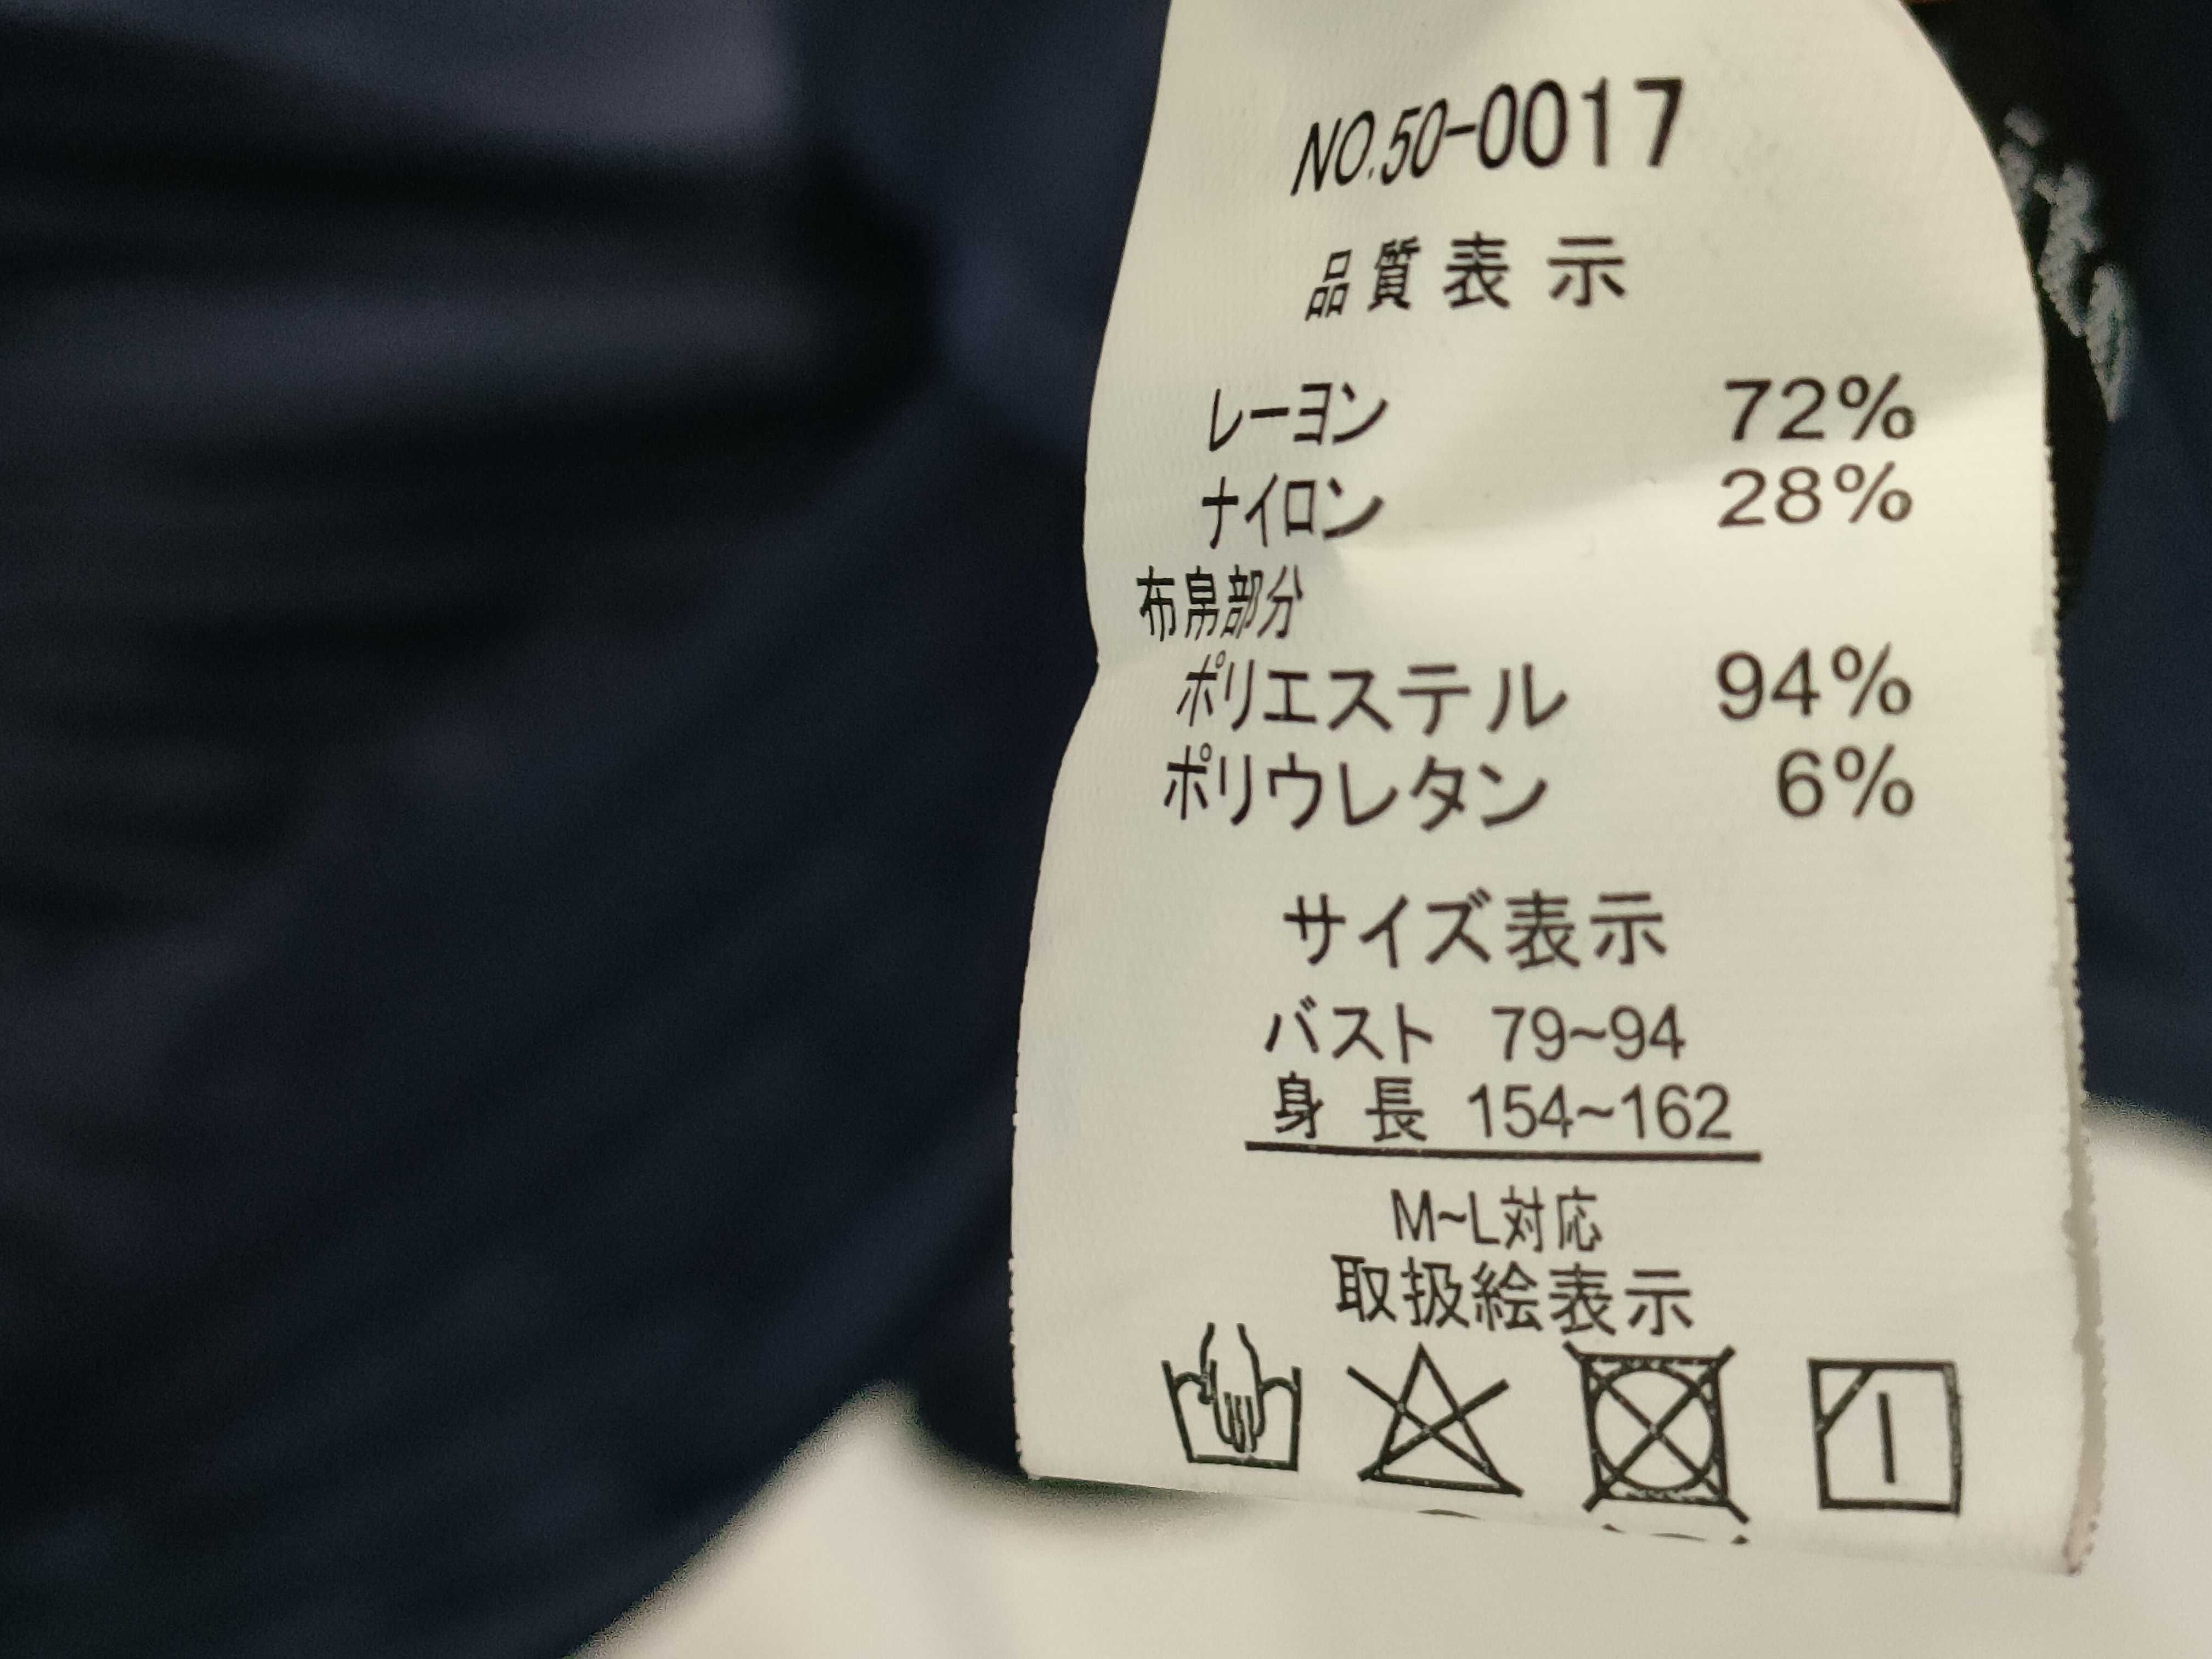 NO.50-0017
品質表示
レーヨン 72%
ナイロン 28%
布帛部分
ポリエステル 94%
ポリウレタン 6%
サイズ表示
バスト 79~94
身長 154~162
M~L対応
取扱絵表示